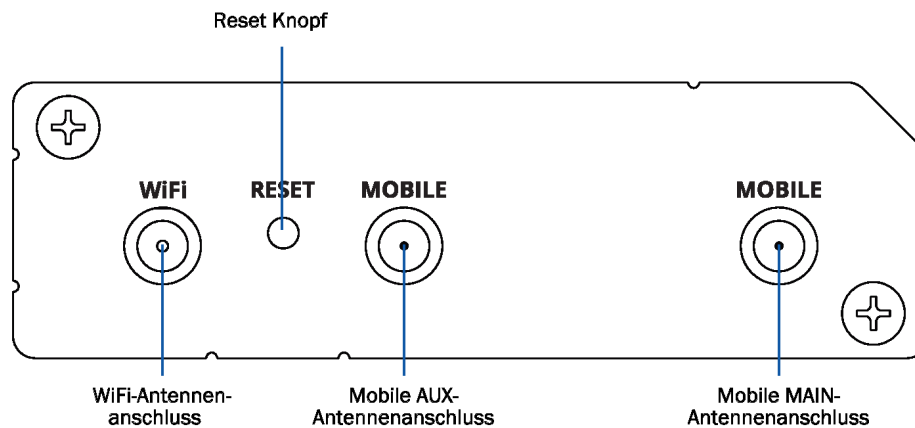 Reset Knopf
WiFi
RESET
MOBILE
MOBILE
WiFi-Antennen-
anschluss
Mobile AUX-
Antennenanschluss
Mobile MAIN-
Antennenanschluss